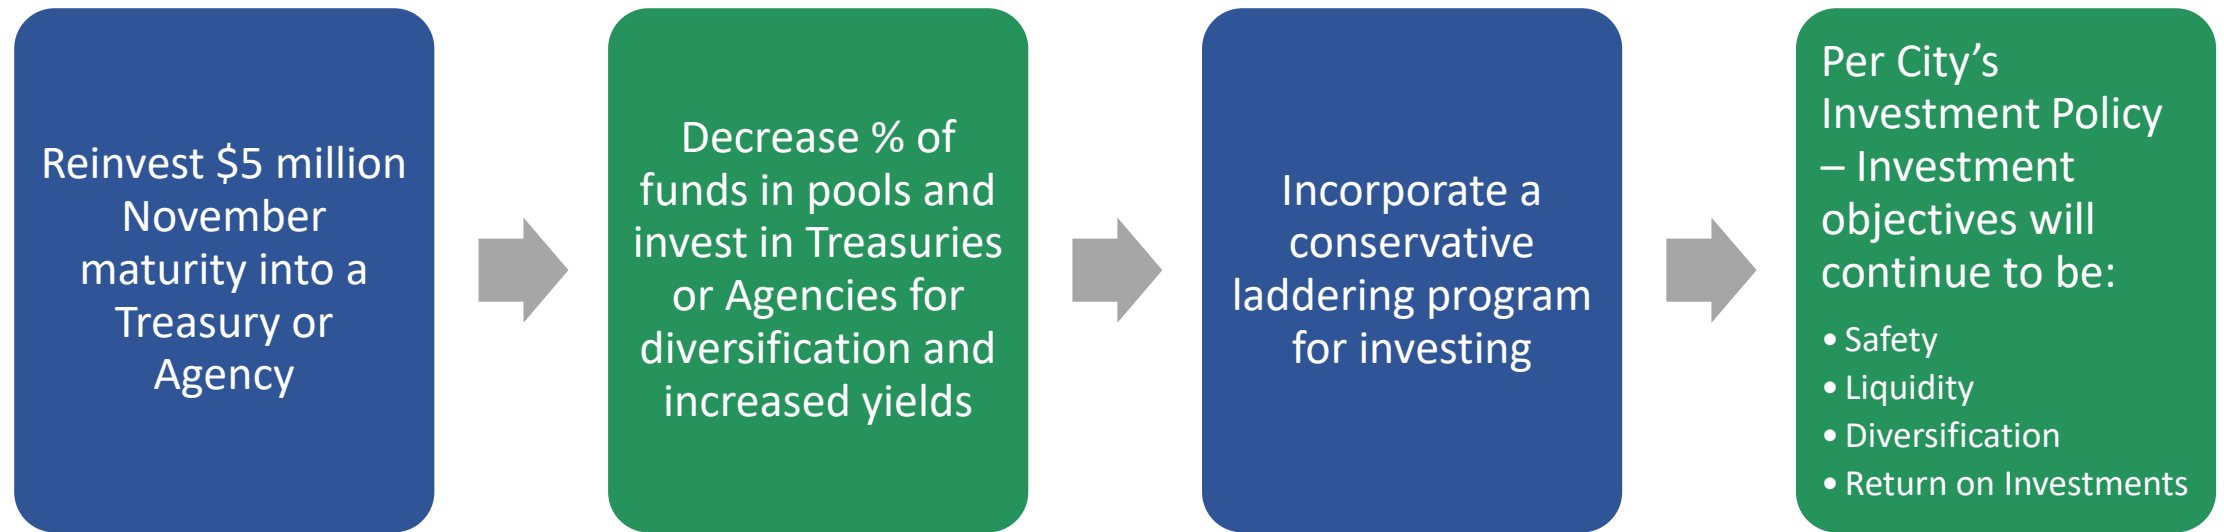 Reinvest $5 million
November
maturity into a
Treasury or
Agency
Decrease % of
funds in pools and
invest in Treasuries
or Agencies for
diversification and
increased yields
Incorporate a
conservative
laddering program
for investing
Per City’s
Investment Policy
– Investment
objectives will
continue to be:
• Safety
• Liquidity
• Diversification
• Return on Investments